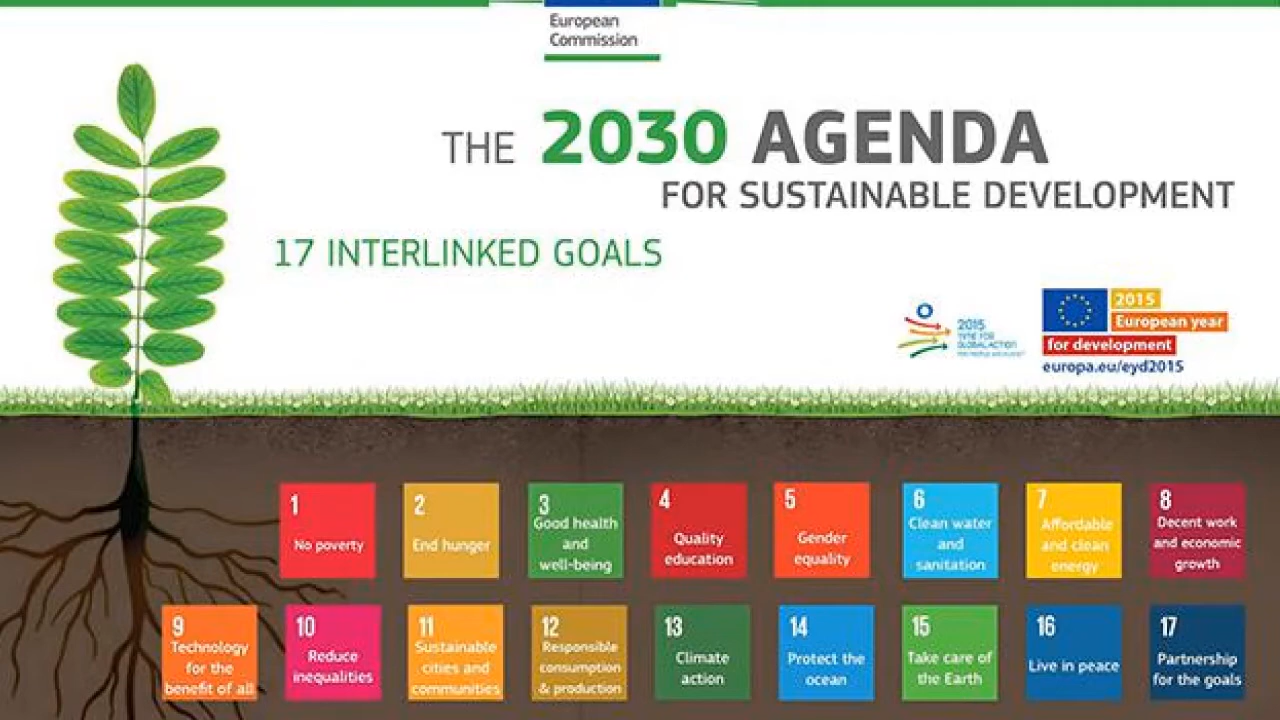 European
Commission
THE 2030 AGENDA
FOR SUSTAINABLE DEVELOPMENT
17 INTERLINKED GOALS
2015
TIME FOR
GLOBAL ACTION
2015
European year
for development
europa.eu/eyd2015
1
No poverty
2
End hunger
3
Good health
and
well-being
4
Quality
education
5
Gender
equality
6
Clean water
and
sanitation
7
Affordable
and clean
energy
8
Decent work
and economic
growth
9
Technology
for the
benefit of all
10
Reduce
inequalities
11
Sustainable
cities and
communities
12
Responsible
consumption
& production
13
Climate
action
14
Protect the
ocean
15
Take care of
the Earth
16
Live in peace
17
Partnership
for the goals